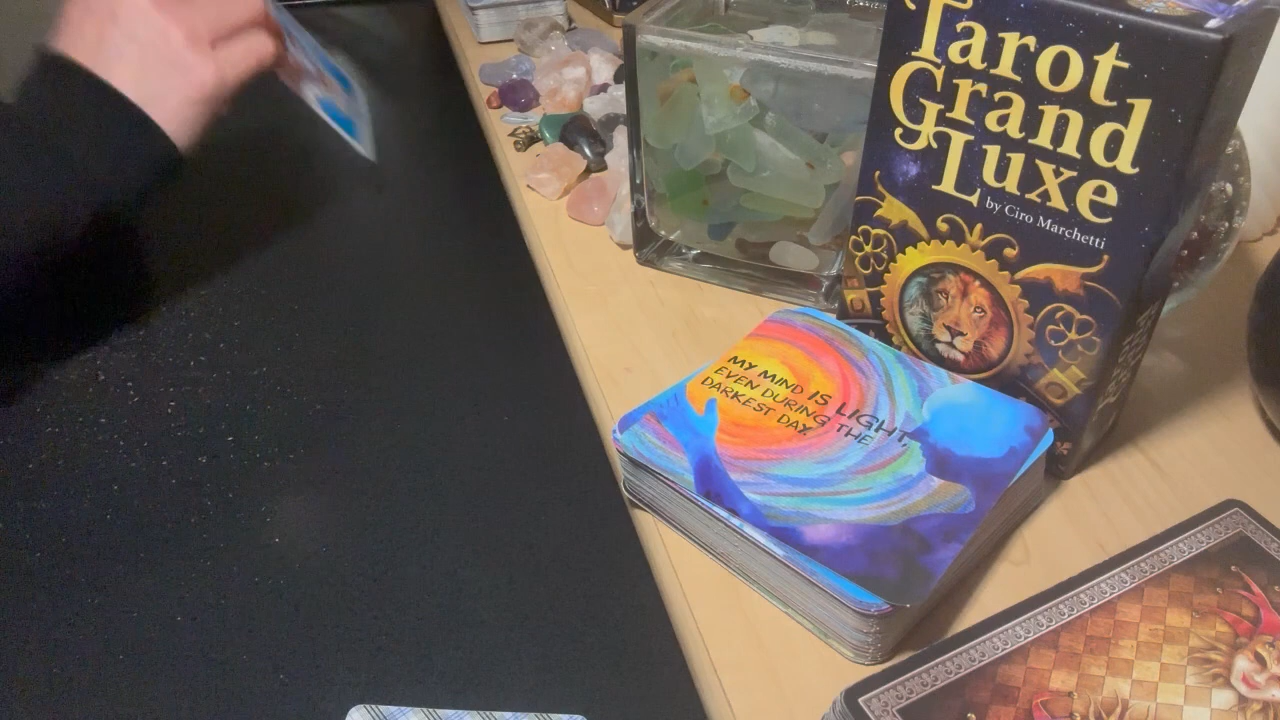 Tarot
Grand
Luxe
by Ciro Marchetti
MY MIND IS LIGHT,
EVEN DURING THE
DARKEST DAY.